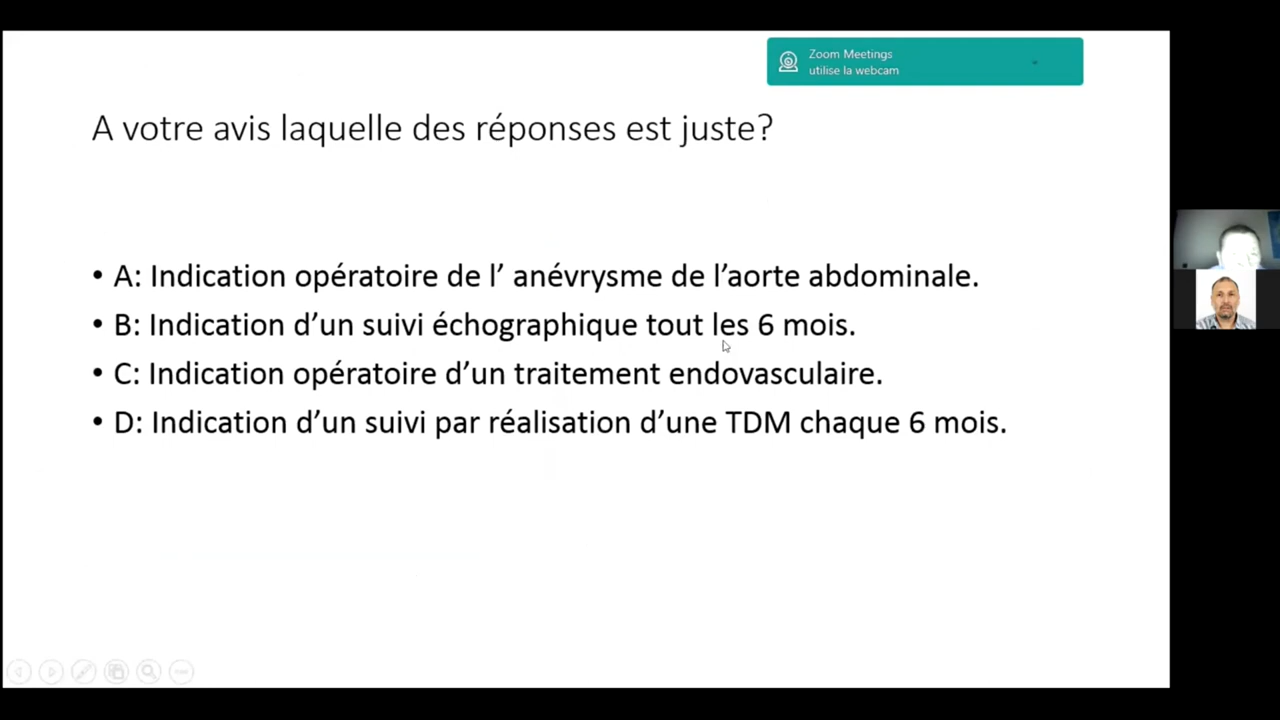 Zoom Meetings
utilise la webcam
A votre avis laquelle des réponses est juste?
• A: Indication opératoire de l’ anévrysme de l’aorte abdominale.
• B: Indication d’un suivi échographique tout les 6 mois.
• C: Indication opératoire d’un traitement endovasculaire.
• D: Indication d’un suivi par réalisation d’une TDM chaque 6 mois.